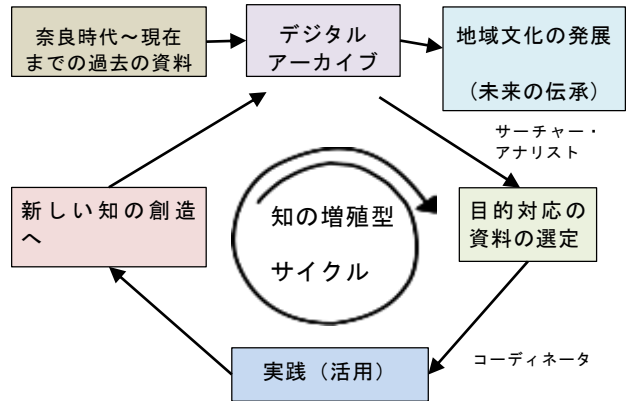 奈良時代～現在
までの過去の資料
デジタル
アーカイブ
地域文化の発展
(未来の伝承)
サーチャー・
アナリスト
新しい知の創造
へ
知の増殖型
サイクル
目的対応の
資料の選定
コーディネータ
実践（活用）